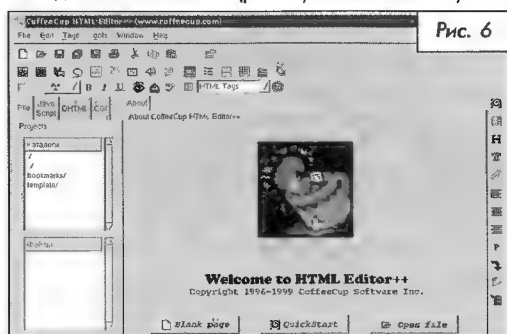 Рис. 6
CoffeeCup HTML Editor++ (www.coffeecup.com)
File Edit Tags Tools Window Help
HTML Tags
B I U
File Java Script DHTML CGI
About
About CoffeeCup HTML Editor++
Projects
Каталоги
./
../
bookmarks/
template/
Файлы
H
P
Welcome to HTML Editor++
Copyright 1996-1999 CoffeeCup Software Inc.
Blank page QuickStart Open file